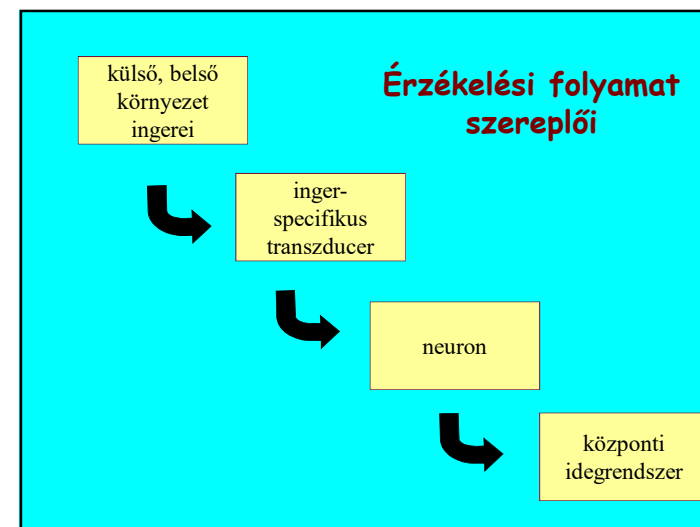 Érzékelési folyamat
szereplői
külső, belső
környezet
ingerei
inger-
specifikus
transzducer
neuron
központi
idegrendszer